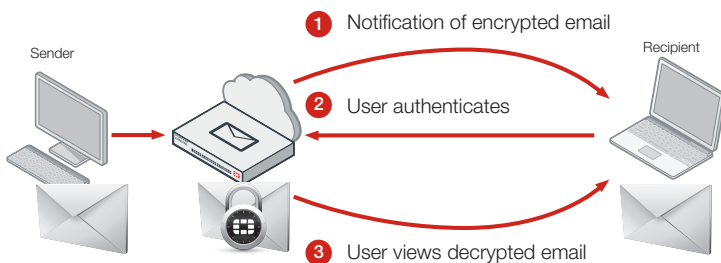 1 Notification of encrypted email
Sender
Recipient
2 User authenticates
3 User views decrypted email